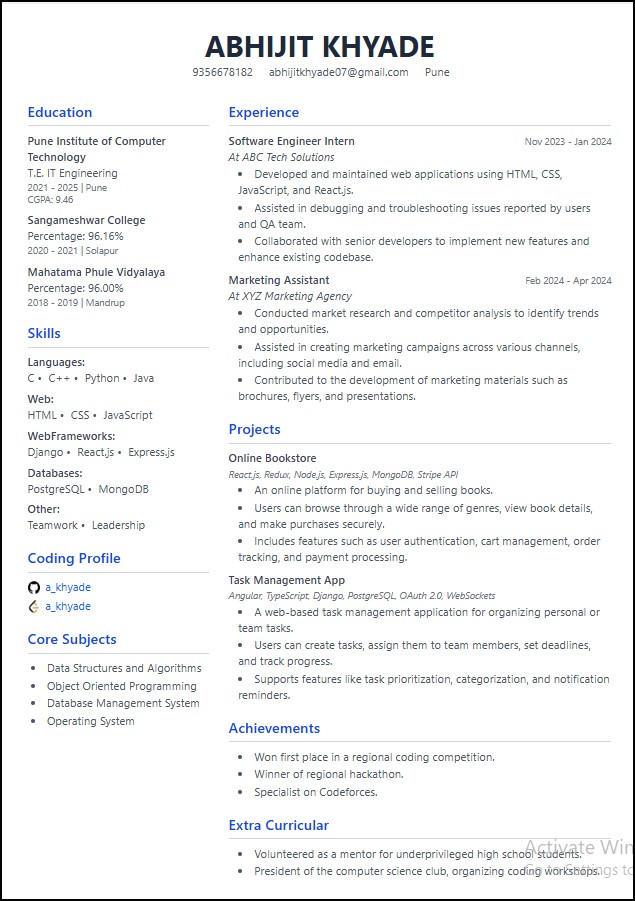 ABHIJIT KHYADE
9356678182 abhijitkhyade07@gmail.com Pune
Education
Pune Institute of Computer
Technology
T.E. IT Engineering
2021 - 2025 | Pune
CGPA: 9.46
Sangameshwar College
Percentage: 96.16%
2020 - 2021 | Solapur
Mahatama Phule Vidyalaya
Percentage: 96.00%
2018 - 2019 | Mandrup
Skills
Languages:
C • C++ • Python • Java
Web:
HTML • CSS • JavaScript
WebFrameworks:
Django • React.js • Express.js
Databases:
PostgreSQL • MongoDB
Other:
Teamwork • Leadership
Coding Profile
a_khyade
a_khyade
Core Subjects
• Data Structures and Algorithms
• Object Oriented Programming
• Database Management System
• Operating System
Experience
Software Engineer Intern Nov 2023 - Jan 2024
At ABC Tech Solutions
• Developed and maintained web applications using HTML, CSS,
JavaScript, and React.js.
• Assisted in debugging and troubleshooting issues reported by users
and QA team.
• Collaborated with senior developers to implement new features and
enhance existing codebase.
Marketing Assistant Feb 2024 - Apr 2024
At XYZ Marketing Agency
• Conducted market research and competitor analysis to identify trends
and opportunities.
• Assisted in creating marketing campaigns across various channels,
including social media and email.
• Contributed to the development of marketing materials such as
brochures, flyers, and presentations.
Projects
Online Bookstore
React.js, Redux, Node.js, Express.js, MongoDB, Stripe API
• An online platform for buying and selling books.
• Users can browse through a wide range of genres, view book details,
and make purchases securely.
• Includes features such as user authentication, cart management, order
tracking, and payment processing.
Task Management App
Angular, TypeScript, Django, PostgreSQL, OAuth 2.0, WebSockets
• A web-based task management application for organizing personal or
team tasks.
• Users can create tasks, assign them to team members, set deadlines,
and track progress.
• Supports features like task prioritization, categorization, and notification
reminders.
Achievements
• Won first place in a regional coding competition.
• Winner of regional hackathon.
• Specialist on Codeforces.
Extra Curricular
• Volunteered as a mentor for underprivileged high school students.
• President of the computer science club, organizing coding workshops.
Activate Win
Go to Settings to